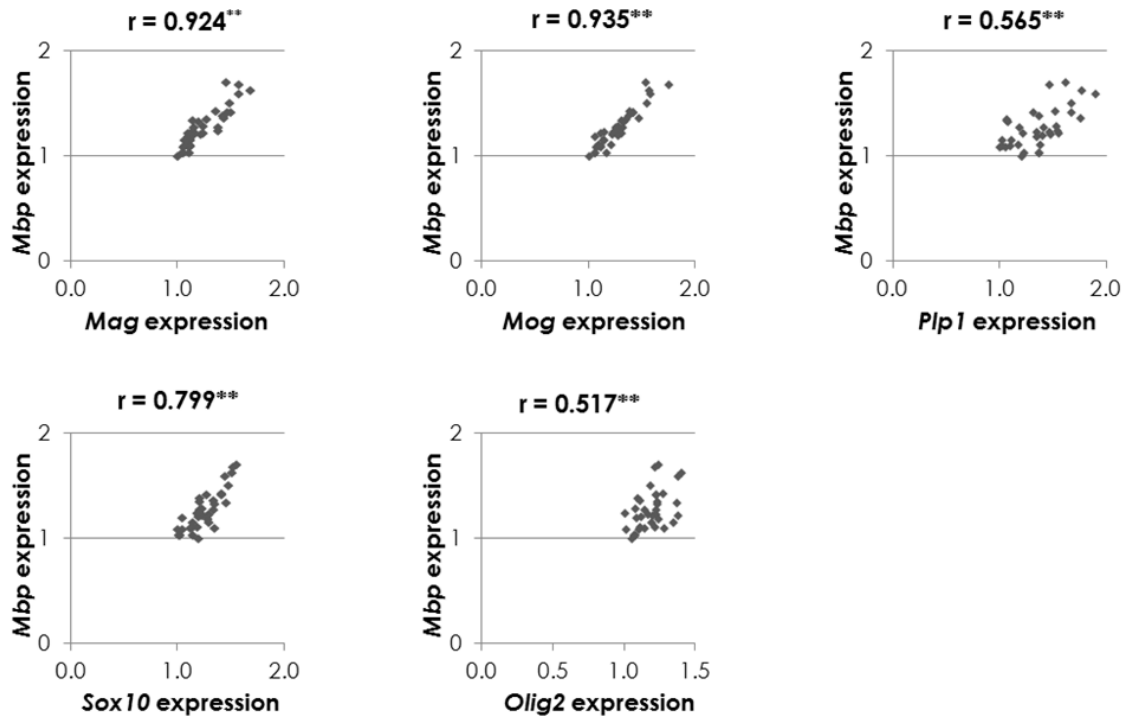 r = 0.924**
2
1
0
0.0 1.0 2.0
Mbp expression
Mag expression
r = 0.935**
2
1
0
0.0 1.0 2.0
Mbp expression
Mog expression
r = 0.565**
2
1
0
0.0 1.0 2.0
Mbp expression
Plp1 expression
r = 0.799**
2
1
0
0.0 1.0 2.0
Mbp expression
Sox10 expression
r = 0.517**
2
1
0
0.0 0.5 1.0 1.5
Mbp expression
Olig2 expression